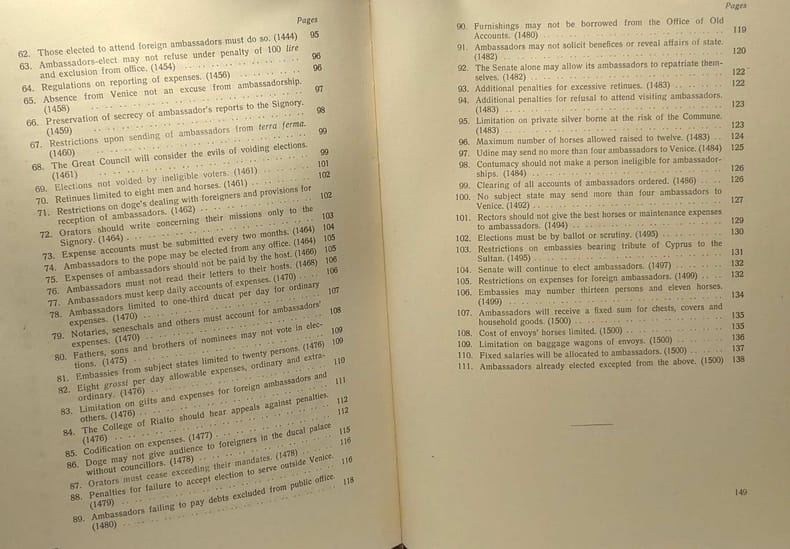 Pages
62. Those elected to attend foreign ambassadors must do so. (1444) 95
63. Ambassadors-elect may not refuse under penalty of 100 lire
and exclusion from office. (1454) . . . . . . . . . . 96
64. Regulations on reporting of expenses. (1456) . . . . . . . 96
65. Absence from Venice not an excuse from ambassadorship.
(1458) . . . . . . . . . . . . . . . . . . 97
66. Preservation of secrecy of ambassador's reports to the Signory.
(1459) . . . . . . . . . . . . . . . . . . 98
67. Restrictions upon sending of ambassadors from terra ferma.
(1460) . . . . . . . . . . . . . . . . . . 99
68. The Great Council will consider the evils of voiding elections.
(1461) . . . . . . . . . . . . . . . . . . 99
69. Elections not voided by ineligible voters. (1461) . . . . . . 101
70. Retinues limited to eight men and horses. (1461) . . . . . . 102
71. Restrictions on doge's dealing with foreigners and provisions for
reception of ambassadors. (1462) . . . . . . . . . . 102
72. Orators should write concerning their missions only to the
Signory. (1464) . . . . . . . . . . . . . . . 103
73. Expense accounts must be submitted every two months. (1464) 104
74. Ambassadors to the pope may be elected from any office. (1464) 105
75. Expenses of ambassadors should not be paid by the host. (1466) 105
76. Ambassadors must not read their letters to their hosts. (1468) 106
77. Ambassadors must keep daily accounts of expenses. (1470) . . 106
78. Ambassadors limited to one-third ducat per day for ordinary
expenses. (1470) . . . . . . . . . . . . . . . 107
79. Notaries, seneschals and others must account for ambassadors'
expenses. (1470) . . . . . . . . . . . . . . . 108
80. Fathers, sons and brothers of nominees may not vote in elec-
tions. (1475) . . . . . . . . . . . . . . . . 109
81. Embassies from subject states limited to twenty persons. (1476) 109
82. Eight grossi per day allowable expenses, ordinary and extra-
ordinary. (1476) . . . . . . . . . . . . . . . 110
83. Limitation on gifts and expenses for foreign ambassadors and
others. (1476) . . . . . . . . . . . . . . . . 111
84. The College of Rialto should hear appeals against penalties.
(1476) . . . . . . . . . . . . . . . . . . 112
85. Codification on expenses. (1477) . . . . . . . . . . 112
86. Doge may not give audience to foreigners in the ducal palace
without councillors. (1478) . . . . . . . . . . . . 115
87. Orators must cease exceeding their mandates. (1478) . . . . 116
88. Penalties for failure to accept election to serve outside Venice.
(1479) . . . . . . . . . . . . . . . . . . 116
89. Ambassadors failing to pay debts excluded from public office.
(1480) . . . . . . . . . . . . . . . . . . 118
Pages
90. Furnishings may not be borrowed from the Office of Old
Accounts. (1480) . . . . . . . . . . . . . . . 119
91. Ambassadors may not solicit benefices or reveal affairs of state.
(1482) . . . . . . . . . . . . . . . . . . 120
92. The Senate alone may allow its ambassadors to repatriate them-
selves. (1482) . . . . . . . . . . . . . . . . 122
93. Additional penalties for excessive retinues. (1483) . . . . . 122
94. Additional penalties for refusal to attend visiting ambassadors.
(1483) . . . . . . . . . . . . . . . . . . 123
95. Limitation on private silver borne at the risk of the Commune.
(1483) . . . . . . . . . . . . . . . . . . 123
96. Maximum number of horses allowed raised to twelve. (1483) . . 124
97. Udine may send no more than four ambassadors to Venice. (1484) 125
98. Contumacy should not make a person ineligible for ambassador-
ships. (1484) . . . . . . . . . . . . . . . . 126
99. Clearing of all accounts of ambassadors ordered. (1486) . . . 126
100. No subject state may send more than four ambassadors to
Venice. (1492) . . . . . . . . . . . . . . . . 127
101. Rectors should not give the best horses or maintenance expenses
to ambassadors. (1494) . . . . . . . . . . . . . 129
102. Elections must be by ballot or scrutiny. (1495) . . . . . . 130
103. Restrictions on embassies bearing tribute of Cyprus to the
Sultan. (1495) . . . . . . . . . . . . . . . . 131
104. Senate will continue to elect ambassadors. (1497) . . . . . 132
105. Restrictions on expenses for foreign ambassadors. (1499) . . . 132
106. Embassies may number thirteen persons and eleven horses.
(1499) . . . . . . . . . . . . . . . . . . 134
107. Ambassadors will receive a fixed sum for chests, covers and
household goods. (1500) . . . . . . . . . . . . . 135
108. Cost of envoys' horses limited. (1500) . . . . . . . . . 135
109. Limitation on baggage wagons of envoys. (1500) . . . . . . 136
110. Fixed salaries will be allocated to ambassadors. (1500) . . . . 137
111. Ambassadors already elected excepted from the above. (1500) 138
149